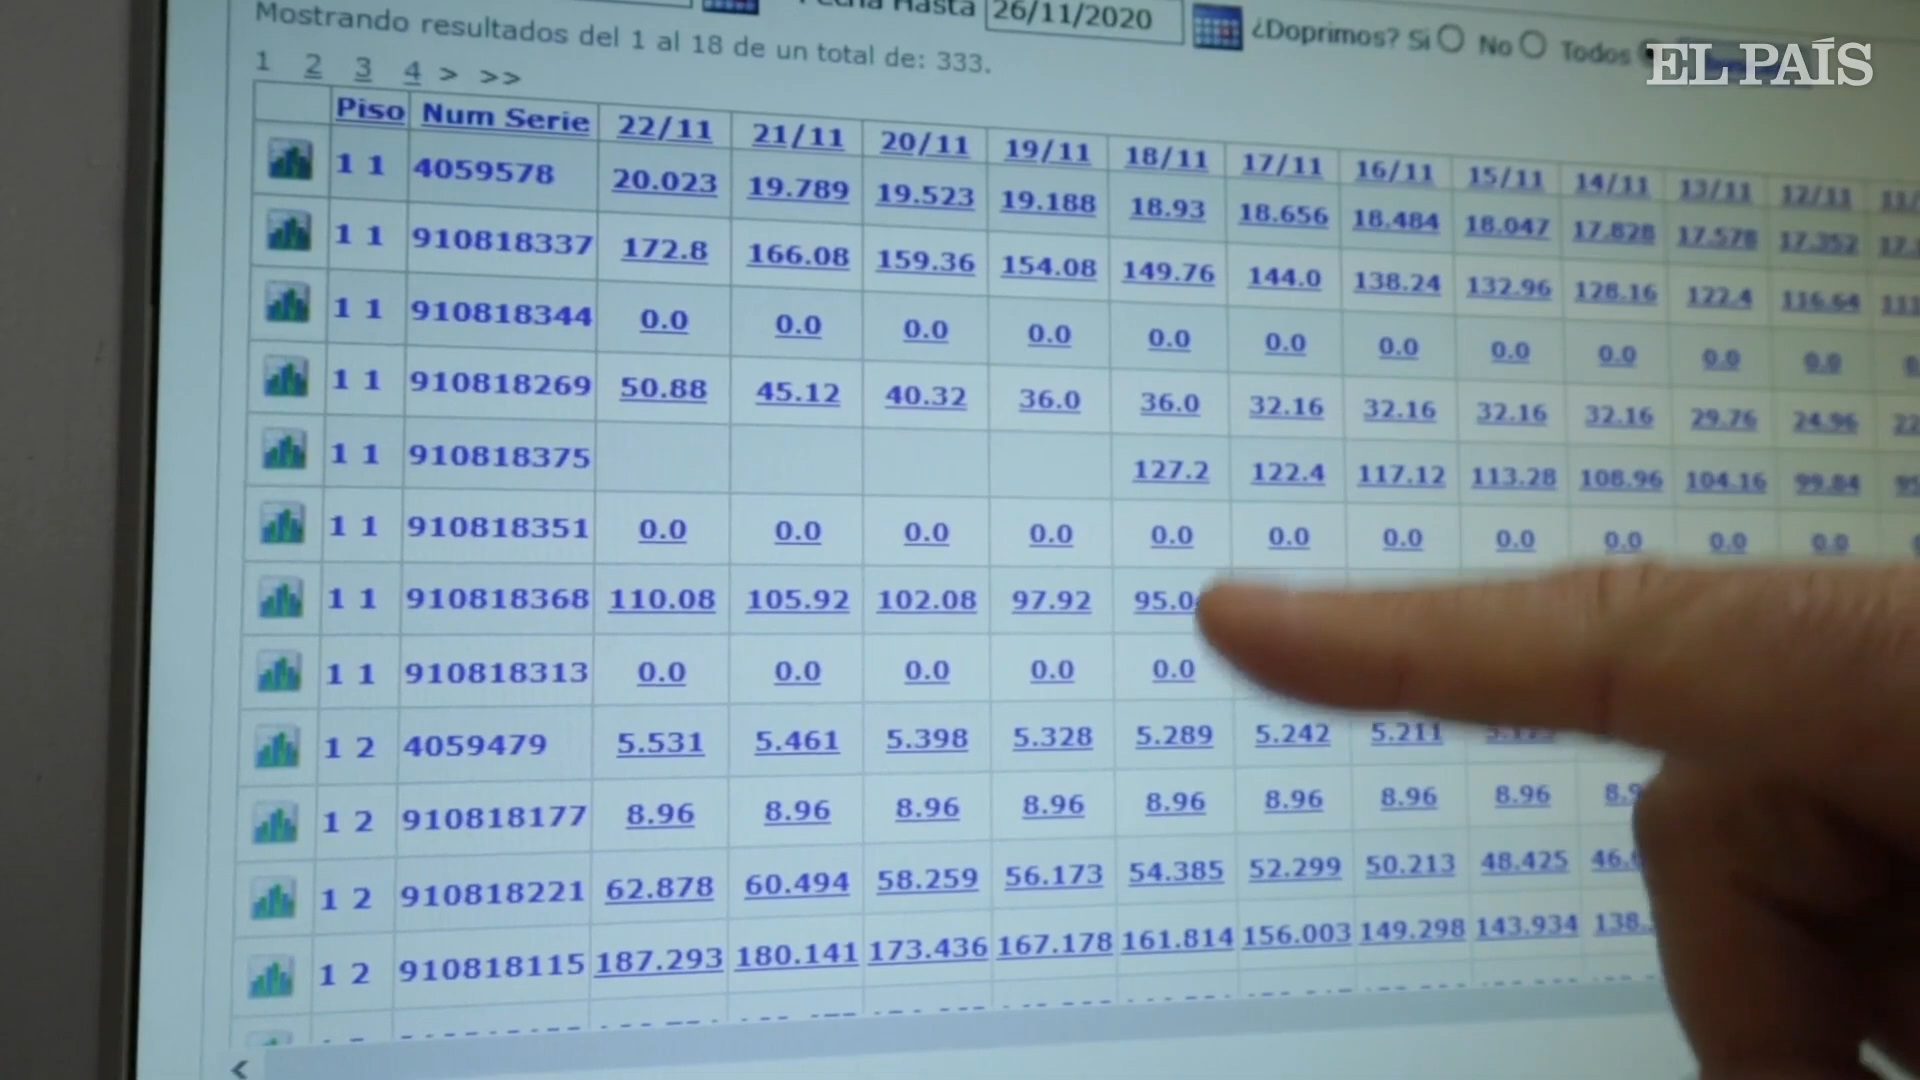 Hasta 26/11/2020 ¿Doprimos? Si No Todos
EL PAÍS
Mostrando resultados del 1 al 18 de un total de: 333.
1 2 3 4 > >>
Piso Num Serie 22/11 21/11 20/11 19/11 18/11 17/11 16/11 15/11 14/11 13/11 12/11
1 1 4059578 20.023 19.789 19.523 19.188 18.93 18.656 18.484 18.047 17.828 17.578 17.352
1 1 910818337 172.8 166.08 159.36 154.08 149.76 144.0 138.24 132.96 128.16 122.4 116.64
1 1 910818344 0.0 0.0 0.0 0.0 0.0 0.0 0.0 0.0 0.0 0.0 0.0
1 1 910818269 50.88 45.12 40.32 36.0 36.0 32.16 32.16 32.16 32.16 29.76 24.96
1 1 910818375 127.2 122.4 117.12 113.28 108.96 104.16 99.84
1 1 910818351 0.0 0.0 0.0 0.0 0.0 0.0 0.0 0.0 0.0 0.0 0.0
1 1 910818368 110.08 105.92 102.08 97.92
1 1 910818313 0.0 0.0 0.0 0.0 0.0
1 2 4059479 5.531 5.461 5.398 5.328 5.289 5.242 5.211
1 2 910818177 8.96 8.96 8.96 8.96 8.96 8.96 8.96 8.96
1 2 910818221 62.878 60.494 58.259 56.173 54.385 52.299 50.213 48.425
1 2 910818115 187.293 180.141 173.436 167.178 161.814 156.003 149.298 143.934